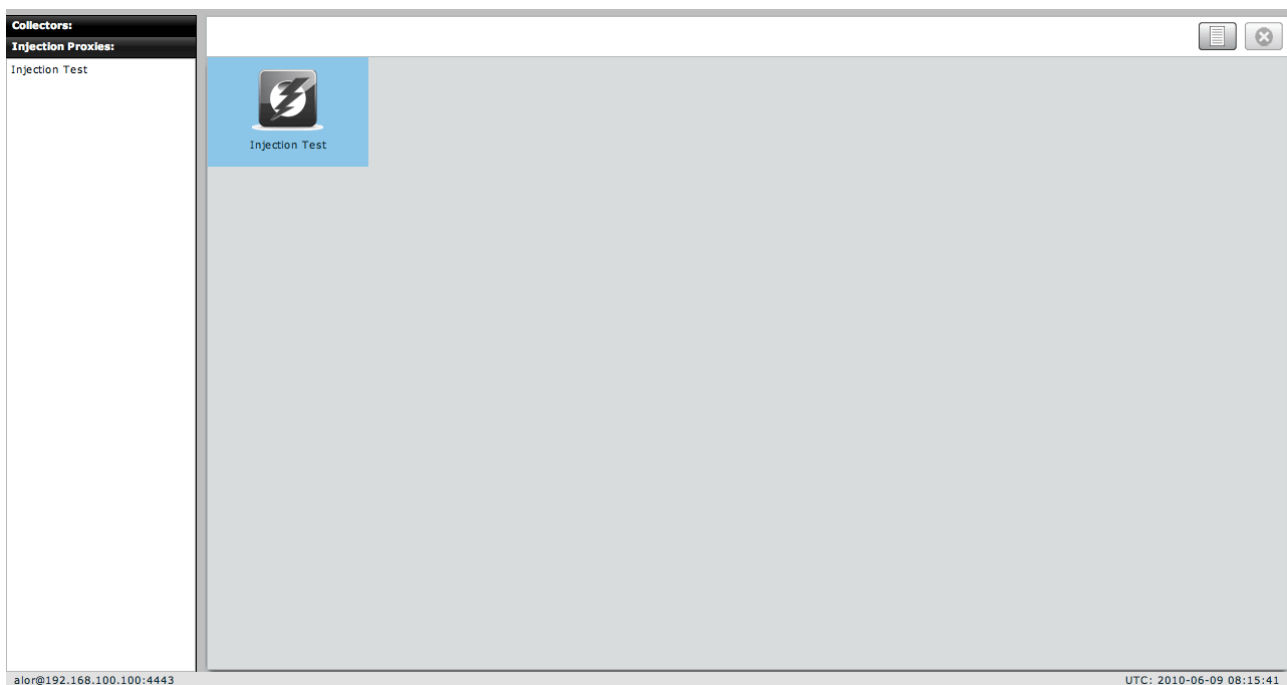 Collectors:
Injection Proxies:
Injection Test
Injection Test
alor@192.168.100.100:4443
UTC: 2010-06-09 08:15:41